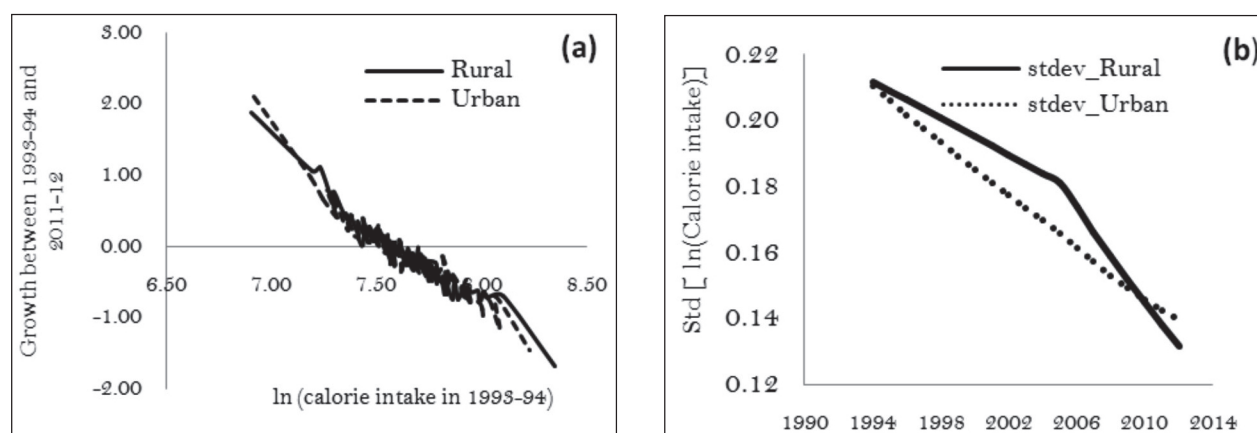 (a)
Growth between 1993-94 and
2011-12
3.00
2.00
1.00
0.00
-1.00
-2.00
Rural
Urban
6.50 7.00 7.50 8.00 8.50
ln (calorie intake in 1993-94)
(b)
Std [ ln(Calorie intake)]
0.22
0.20
0.18
0.16
0.14
0.12
stdev_Rural
stdev_Urban
1990 1994 1998 2002 2006 2010 2014